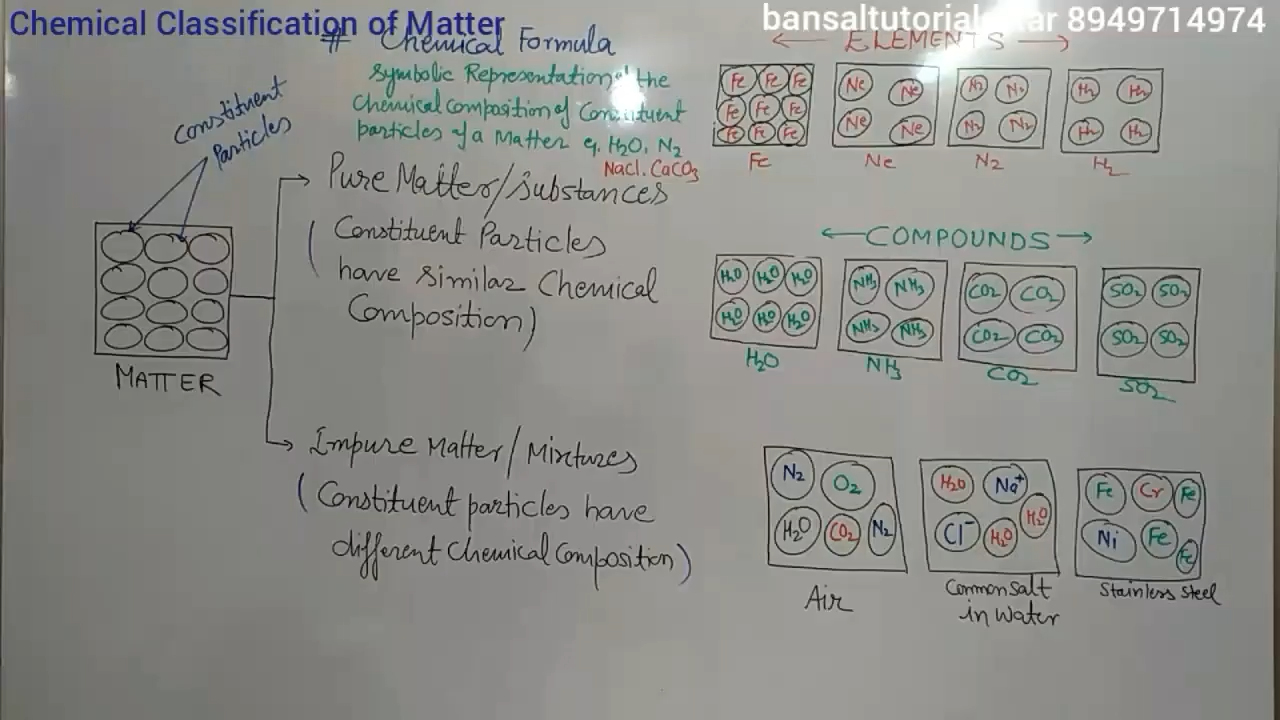 Chemical Classification of Matter
bansaltutorial
ar 8949714974
# Chemical Formula
Symbolic Representation of the
Chemical composition of Constituent
particles of a Matter eg. H2O, N2
NaCl. CaCO3
Constituent
Particles
MATTER
Pure Matter/Substances
(Constituent Particles
have similar Chemical
Composition)
Impure Matter/Mixtures
(Constituent particles have
different Chemical Composition)
← ELEMENTS →
Fe Fe Fe
Fe Fe Fe
Fe Fe Fe
Fe
Ne Ne
Ne Ne
Ne
N2 N2
N2 N2
N2
H2 H2
H2 H2
H2
← COMPOUNDS →
H2O H2O H2O
H2O H2O H2O
H2O
NH3 NH3
NH3 NH3
NH3
CO2 CO2
CO2 CO2
CO2
SO2 SO2
SO2 SO2
SO2
N2 O2
H2O CO2 N2
Air
H2O Na+
H2O
Cl- H2O
Common salt
in water
Fe Cr Fe
Ni Fe
Fe
Stainless Steel